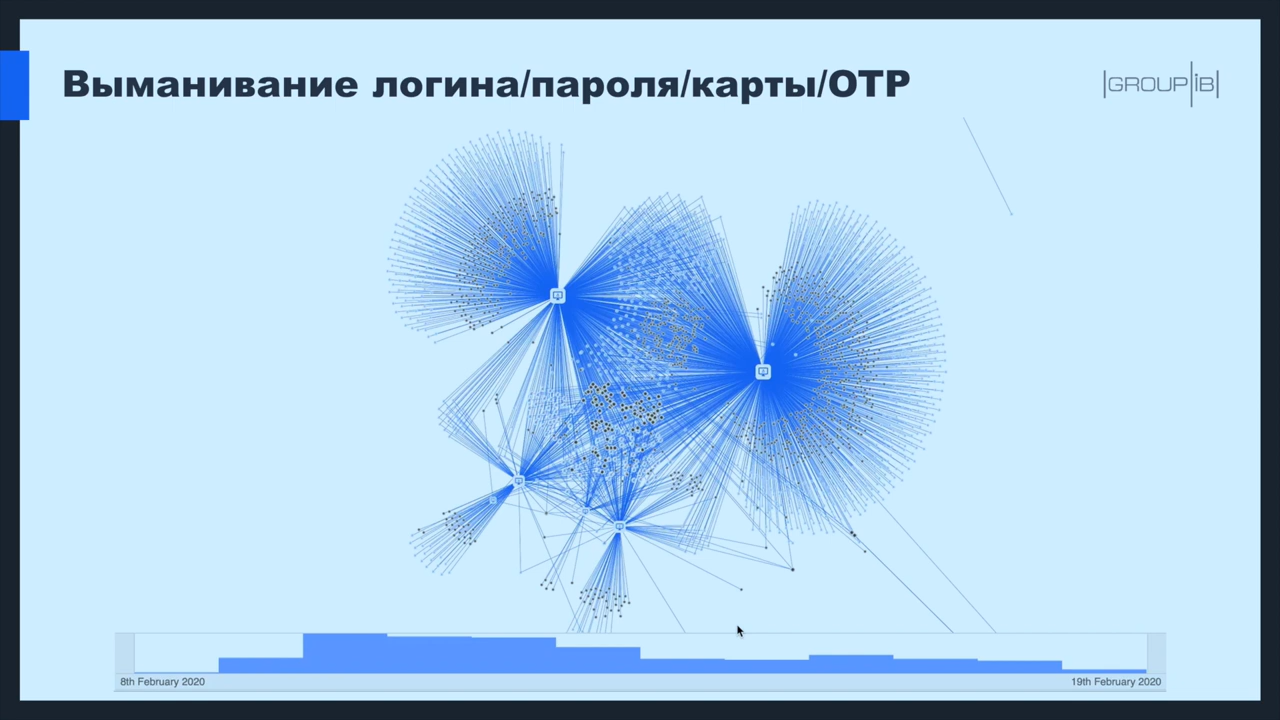 Выманивание логина/пароля/карты/OTP
GROUP|iB
8th February 2020
19th February 2020